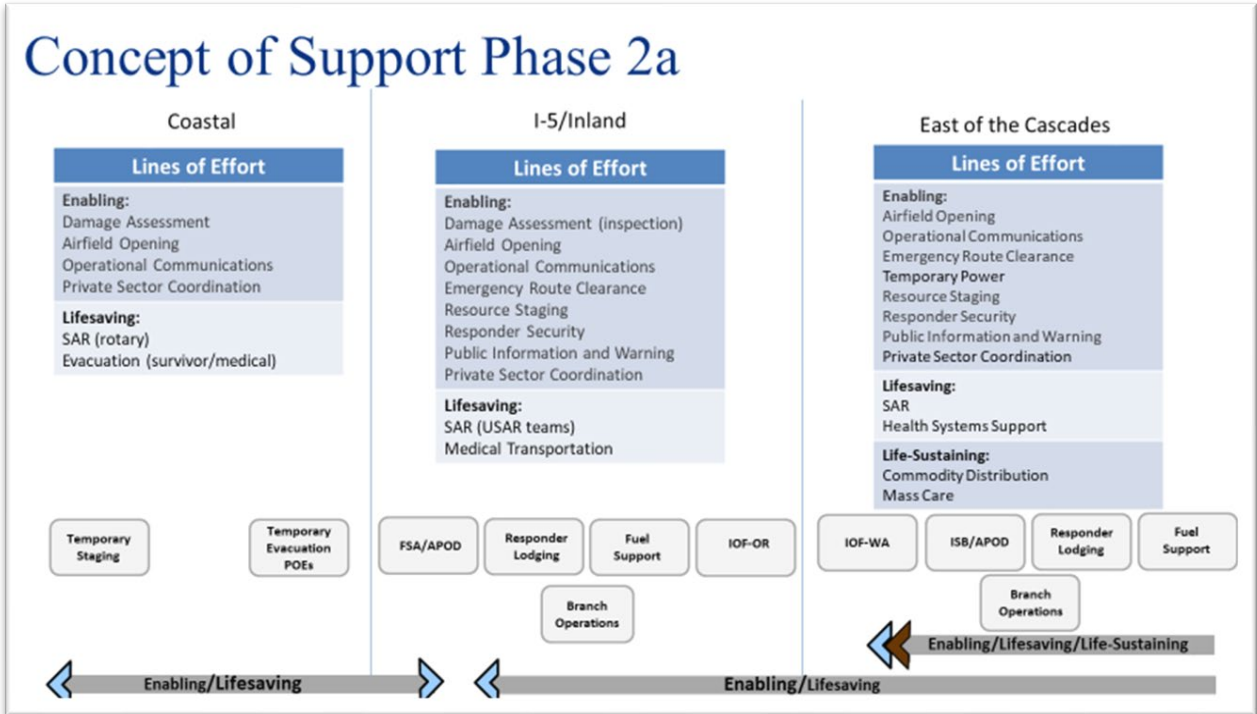 Concept of Support Phase 2a
Coastal
Lines of Effort
Enabling:
Damage Assessment
Airfield Opening
Operational Communications
Private Sector Coordination
Lifesaving:
SAR (rotary)
Evacuation (survivor/medical)
Temporary
Staging
Temporary
Evacuation
POEs
I-5/Inland
Lines of Effort
Enabling:
Damage Assessment (inspection)
Airfield Opening
Operational Communications
Emergency Route Clearance
Resource Staging
Responder Security
Public Information and Warning
Private Sector Coordination
Lifesaving:
SAR (USAR teams)
Medical Transportation
FSA/APOD
Responder
Lodging
Fuel
Support
IOF-OR
Branch
Operations
East of the Cascades
Lines of Effort
Enabling:
Airfield Opening
Operational Communications
Emergency Route Clearance
Temporary Power
Resource Staging
Responder Security
Public Information and Warning
Private Sector Coordination
Lifesaving:
SAR
Health Systems Support
Life-Sustaining:
Commodity Distribution
Mass Care
IOF-WA
ISB/APOD
Responder
Lodging
Fuel
Support
Branch
Operations
Enabling/Lifesaving/Life-Sustaining
Enabling/Lifesaving
Enabling/Lifesaving